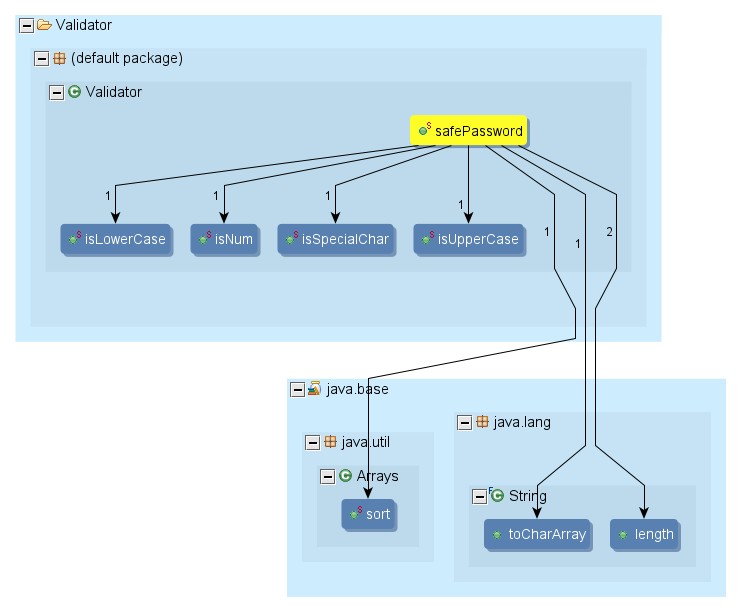 Validator
(default package)
Validator
safePassword
1
1
1
1
1
1
2
isLowerCase
isNum
isSpecialChar
isUpperCase
java.base
java.util
java.lang
Arrays
String
sort
toCharArray
length